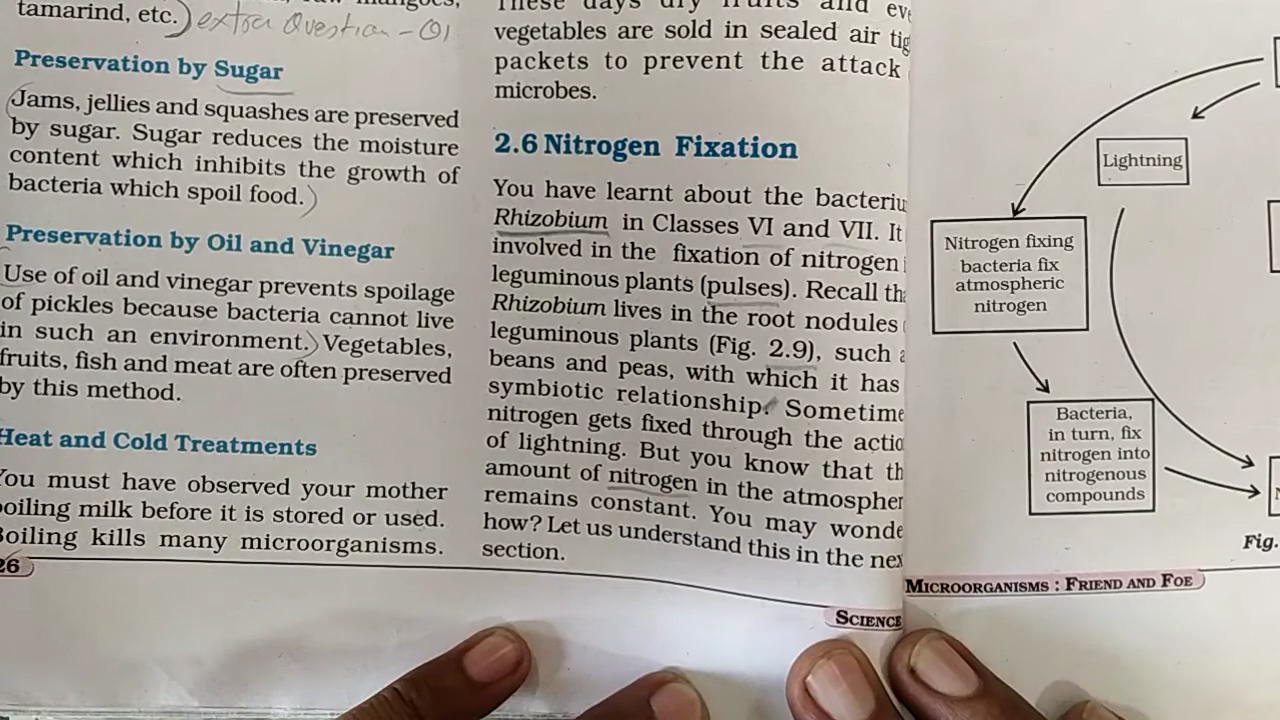 tamarind, etc.) extra Question - 01
Preservation by Sugar
Jams, jellies and squashes are preserved
by sugar. Sugar reduces the moisture
content which inhibits the growth of
bacteria which spoil food.)
Preservation by Oil and Vinegar
Use of oil and vinegar prevents spoilage
of pickles because bacteria cannot live
in such an environment.) Vegetables,
fruits, fish and meat are often preserved
by this method.
Heat and Cold Treatments
You must have observed your mother
boiling milk before it is stored or used.
Boiling kills many microorganisms.
26
These days dry fruits and
vegetables are sold in sealed air
packets to prevent the attack
microbes.
2.6 Nitrogen Fixation
You have learnt about the
Rhizobium in Classes VI and VII. It
involved in the fixation of nitrogen
leguminous plants (pulses). Recall
Rhizobium lives in the root nodules
leguminous plants (Fig. 2.9), such
beans and peas, with which it has
symbiotic relationship. Sometime
nitrogen gets fixed through the
of lightning. But you know that
amount of nitrogen in the
remains constant. You may
how? Let us understand this in the
section.
SCIENCE
Lightning
Nitrogen fixing
bacteria fix
atmospheric
nitrogen
Bacteria,
in turn, fix
nitrogen into
nitrogenous
compounds
Fig.
MICROORGANISMS : FRIEND AND FOE